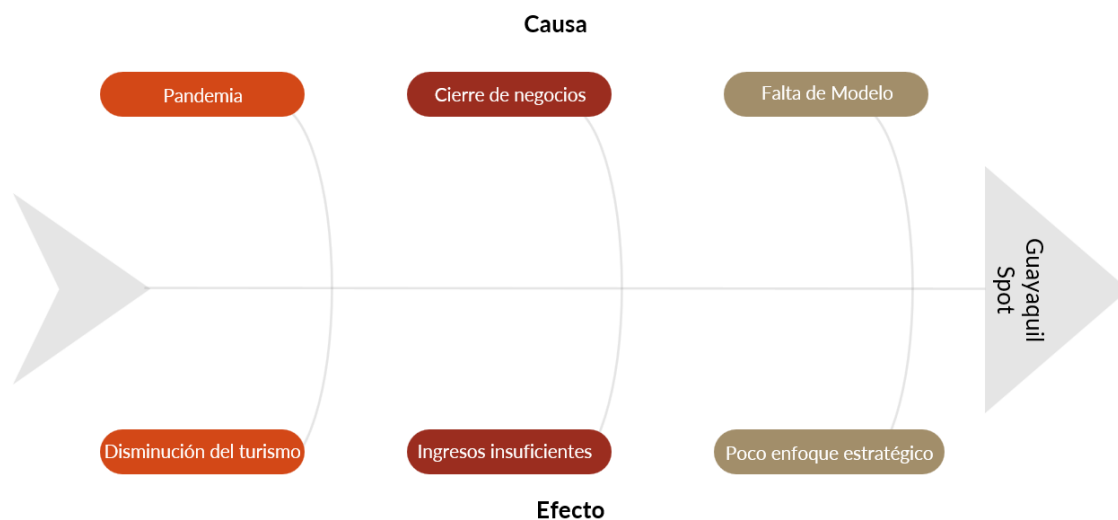 Causa
Pandemia
Cierre de negocios
Falta de Modelo
Guayaquil
Spot
Disminución del turismo
Ingresos insuficientes
Poco enfoque estratégico
Efecto